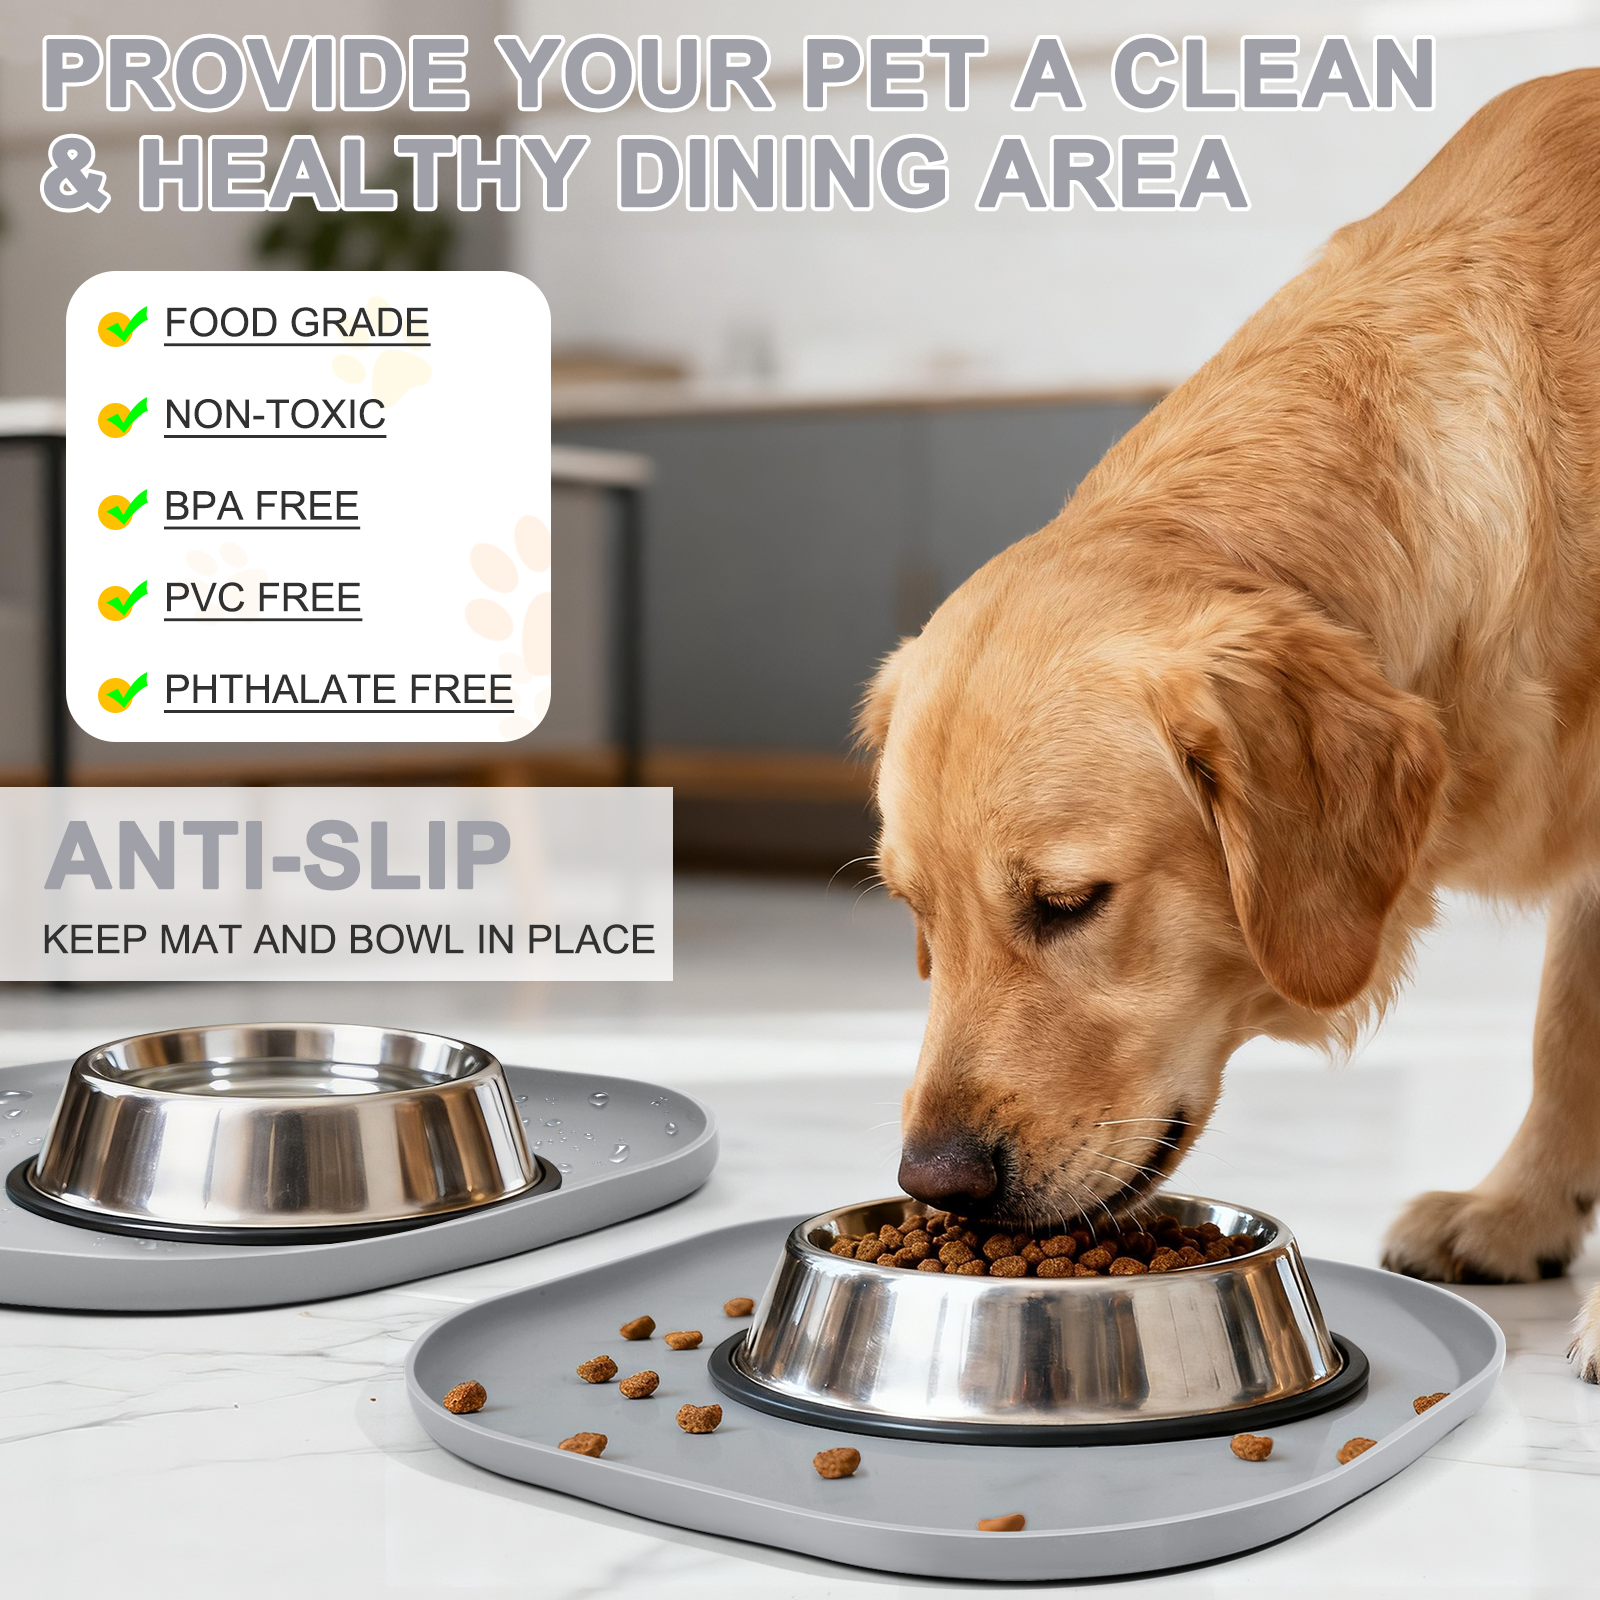 PROVIDE YOUR PET A CLEAN
& HEALTHY DINING AREA
FOOD GRADE
NON-TOXIC
BPA FREE
PVC FREE
PHTHALATE FREE
ANTI-SLIP
KEEP MAT AND BOWL IN PLACE